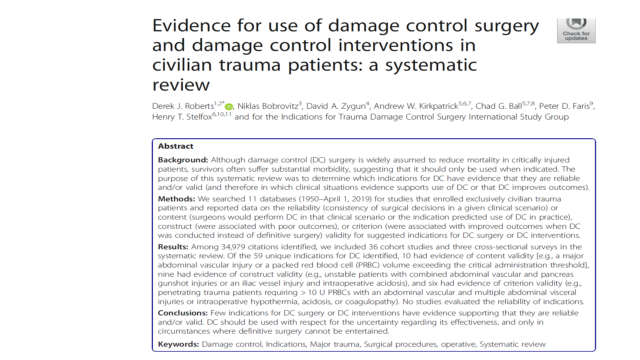 Evidence for use of damage control surgery
and damage control interventions in
civilian trauma patients: a systematic
review
Check for
updates
Derek J. Roberts1,2*, Niklas Bobrovitz3, David A. Zygun4, Andrew W. Kirkpatrick5,6,7, Chad G. Ball5,7,8, Peter D. Faris9,
Henry T. Stelfox6,10,11 and for the Indications for Trauma Damage Control Surgery International Study Group
Abstract
Background: Although damage control (DC) surgery is widely assumed to reduce mortality in critically injured
patients, survivors often suffer substantial morbidity, suggesting that it should only be used when indicated. The
purpose of this systematic review was to determine which indications for DC have evidence that they are reliable
and/or valid (and therefore in which clinical situations evidence supports use of DC or that DC improves outcomes).
Methods: We searched 11 databases (1950–April 1, 2019) for studies that enrolled exclusively civilian trauma
patients and reported data on the reliability (consistency of surgical decisions in a given clinical scenario) or
content (surgeons would perform DC in that clinical scenario or the indication predicted use of DC in practice),
construct (were associated with poor outcomes), or criterion (were associated with improved outcomes when DC
was conducted instead of definitive surgery) validity for suggested indications for DC surgery or DC interventions.
Results: Among 34,979 citations identified, we included 36 cohort studies and three cross-sectional surveys in the
systematic review. Of the 59 unique indications for DC identified, 10 had evidence of content validity [e.g., a major
abdominal vascular injury or a packed red blood cell (PRBC) volume exceeding the critical administration threshold],
nine had evidence of construct validity (e.g., unstable patients with combined abdominal vascular and pancreas
gunshot injuries or an iliac vessel injury and intraoperative acidosis), and six had evidence of criterion validity (e.g.,
penetrating trauma patients requiring > 10 U PRBCs with an abdominal vascular and multiple abdominal visceral
injuries or intraoperative hypothermia, acidosis, or coagulopathy). No studies evaluated the reliability of indications.
Conclusions: Few indications for DC surgery or DC interventions have evidence supporting that they are reliable
and/or valid. DC should be used with respect for the uncertainty regarding its effectiveness, and only in
circumstances where definitive surgery cannot be entertained.
Keywords: Damage control, Indications, Major trauma, Surgical procedures, operative, Systematic review